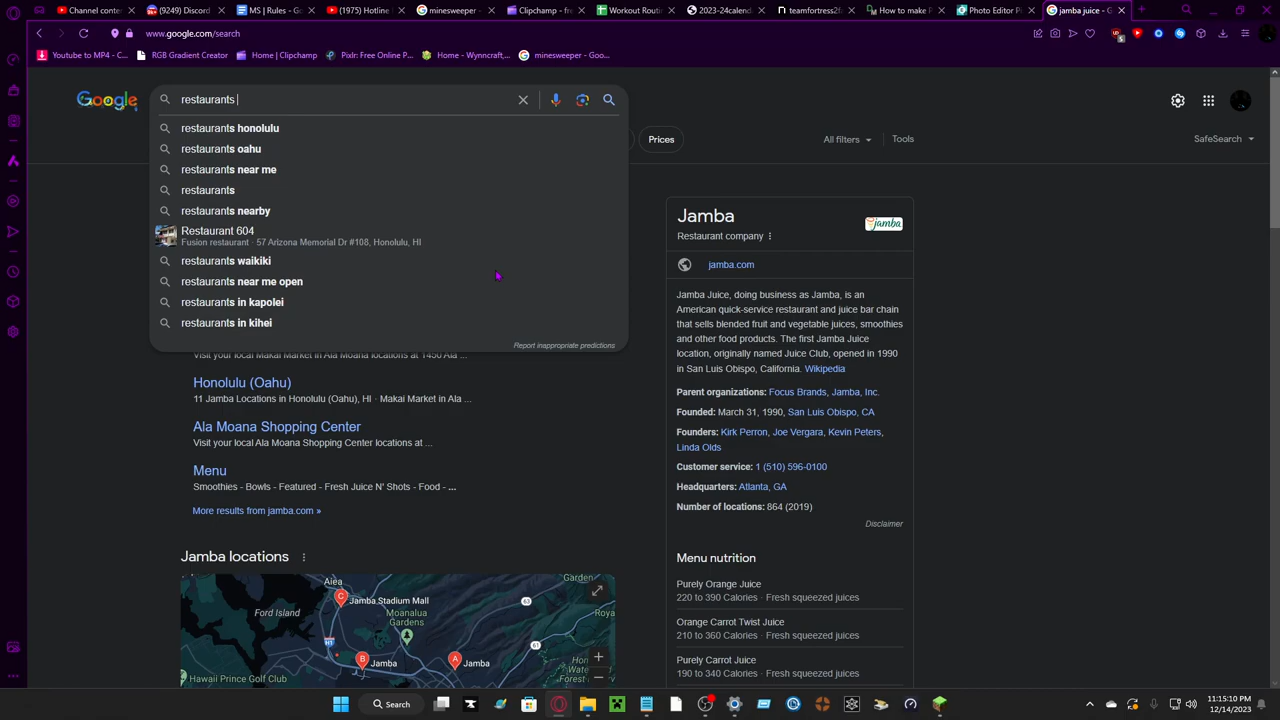 Channel content
(9249) Discord
MS | Rules - Goo
(1975) Hotline
minesweeper -
Clipchamp - fre
Workout Routin
2023-24calenda
teamfortress2f
How to make P
Photo Editor P
jamba juice - G
www.google.com/search
Youtube to MP4 - C...
RGB Gradient Creator
Home | Clipchamp
Pixlr: Free Online P...
Home - Wynncraft,...
minesweeper - Goo...
Google
restaurants
Prices
All filters
Tools
SafeSearch
restaurants honolulu
restaurants oahu
restaurants near me
restaurants
restaurants nearby
Restaurant 604
Fusion restaurant · 57 Arizona Memorial Dr #108, Honolulu, HI
restaurants waikiki
restaurants near me open
restaurants in kapolei
restaurants in kihei
Report inappropriate predictions
Visit your local Makai Market in Ala Moana locations at 1450 Ala ...
Honolulu (Oahu)
11 Jamba Locations in Honolulu (Oahu), HI · Makai Market in Ala ...
Ala Moana Shopping Center
Visit your local Ala Moana Shopping Center locations at ...
Menu
Smoothies - Bowls - Featured - Fresh Juice N' Shots - Food - ...
More results from jamba.com »
Jamba locations
Aiea
Jamba Stadium Mall
Ford Island
Moanalua
Gardens
Garden
63
Roya
H1
61
Jamba
Jamba
Hawaii Prince Golf Club
A
B
C
Jamba
jamba
Restaurant company
jamba.com
Jamba Juice, doing business as Jamba, is an
American quick-service restaurant and juice bar chain
that sells blended fruit and vegetable juices, smoothies
and other food products. The first Jamba Juice
location, originally named Juice Club, opened in 1990
in San Luis Obispo, California. Wikipedia
Parent organizations: Focus Brands, Jamba, Inc.
Founded: March 31, 1990, San Luis Obispo, CA
Founders: Kirk Perron, Joe Vergara, Kevin Peters,
Linda Olds
Customer service: 1 (510) 596-0100
Headquarters: Atlanta, GA
Number of locations: 864 (2019)
Disclaimer
Menu nutrition
Purely Orange Juice
220 to 390 Calories · Fresh squeezed juices
Orange Carrot Twist Juice
210 to 360 Calories · Fresh squeezed juices
Purely Carrot Juice
190 to 340 Calories · Fresh squeezed juices
Search
11:15:10 PM
12/14/2023